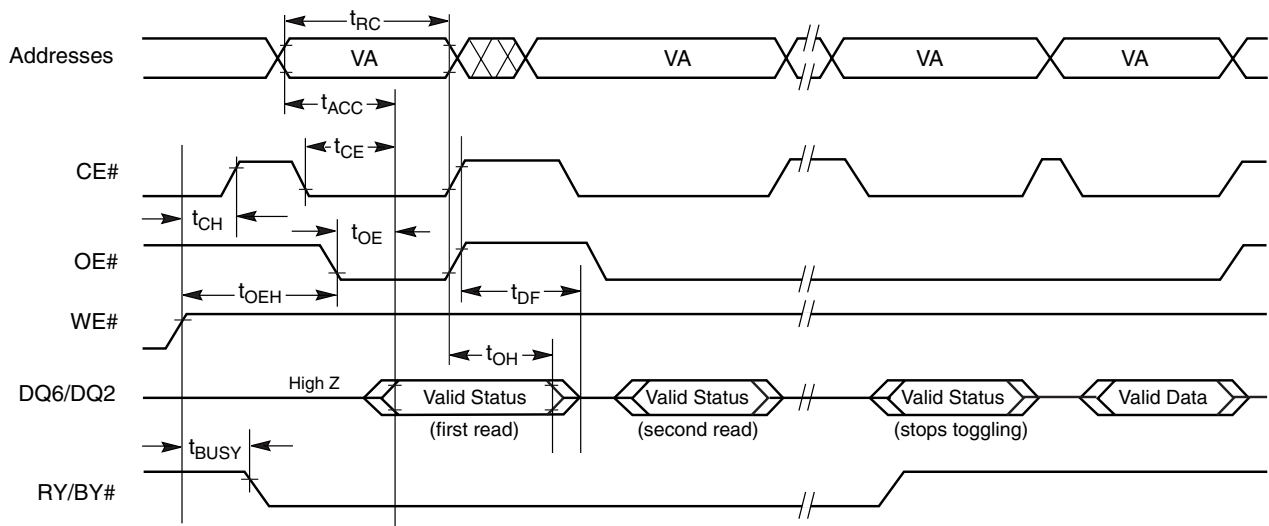 tRC
Addresses VA VA VA VA
tACC
tCE
CE#
tCH tOE
OE#
tOEH tDF
WE#
tOH
DQ6/DQ2 High Z Valid Status Valid Status Valid Status Valid Data
(first read) (second read) (stops toggling)
tBUSY
RY/BY#